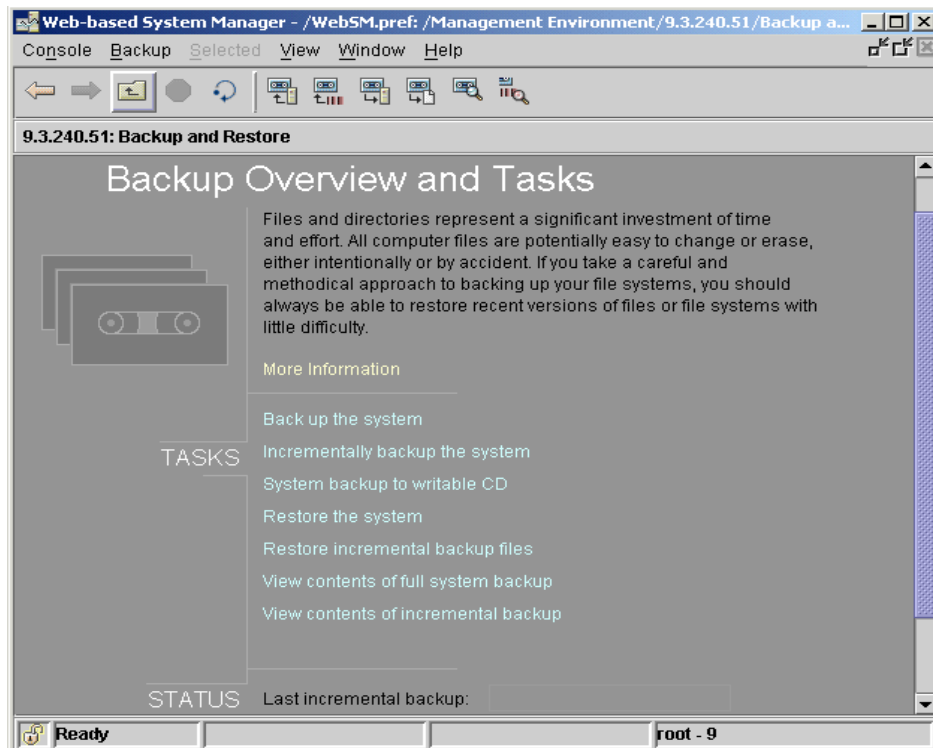 Web-based System Manager - /WebSM.pref: /Management Environment/9.3.240.51/Backup a...
Console Backup Selected View Window Help
9.3.240.51: Backup and Restore
Backup Overview and Tasks
Files and directories represent a significant investment of time
and effort. All computer files are potentially easy to change or erase,
either intentionally or by accident. If you take a careful and
methodical approach to backing up your file systems, you should
always be able to restore recent versions of files or file systems with
little difficulty.
More Information
Back up the system
TASKS
Incrementally backup the system
System backup to writable CD
Restore the system
Restore incremental backup files
View contents of full system backup
View contents of incremental backup
STATUS
Last incremental backup:
Ready
root - 9